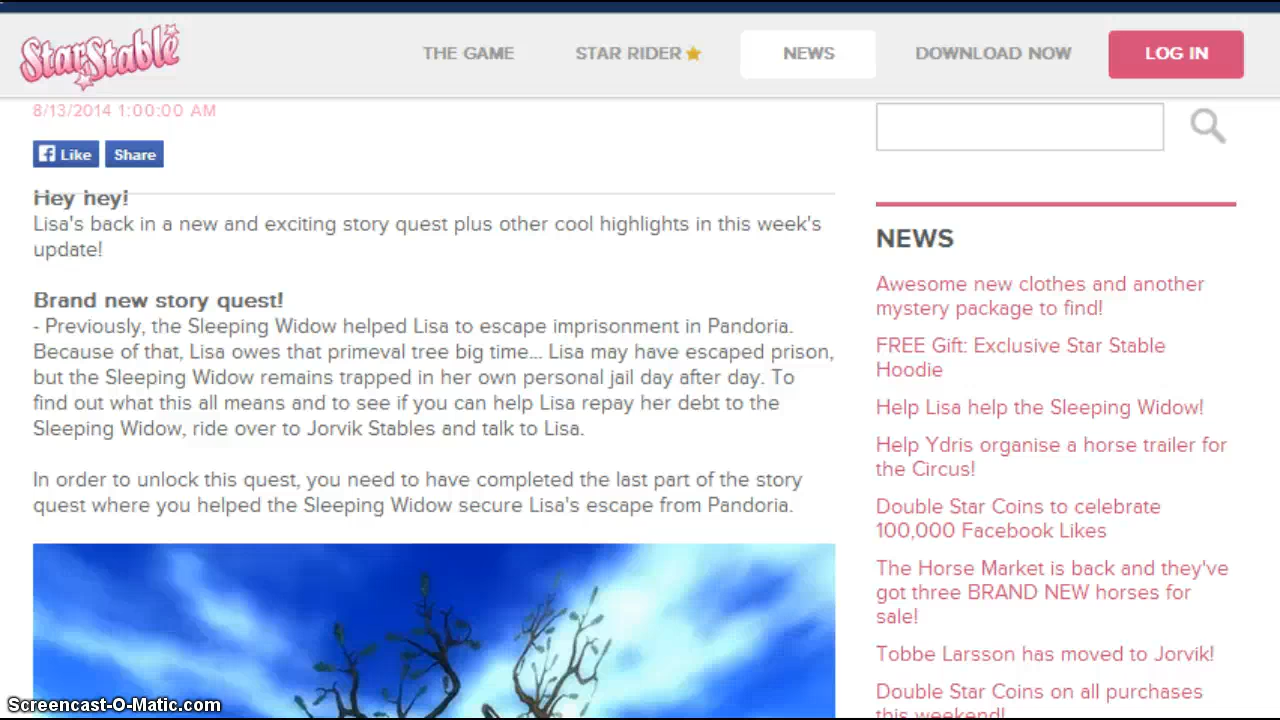 StarStable
THE GAME
STAR RIDER
NEWS
DOWNLOAD NOW
LOG IN
8/13/2014 1:00:00 AM
Like
Share
Hey hey!
Lisa's back in a new and exciting story quest plus other cool highlights in this week's
update!
Brand new story quest!
- Previously, the Sleeping Widow helped Lisa to escape imprisonment in Pandoria.
Because of that, Lisa owes that primeval tree big time... Lisa may have escaped prison,
but the Sleeping Widow remains trapped in her own personal jail day after day. To
find out what this all means and to see if you can help Lisa repay her debt to the
Sleeping Widow, ride over to Jorvik Stables and talk to Lisa.
In order to unlock this quest, you need to have completed the last part of the story
quest where you helped the Sleeping Widow secure Lisa's escape from Pandoria.
NEWS
Awesome new clothes and another
mystery package to find!
FREE Gift: Exclusive Star Stable
Hoodie
Help Lisa help the Sleeping Widow!
Help Ydris organise a horse trailer for
the Circus!
Double Star Coins to celebrate
100,000 Facebook Likes
The Horse Market is back and they've
got three BRAND NEW horses for
sale!
Tobbe Larsson has moved to Jorvik!
Double Star Coins on all purchases
this weekend!
Screencast-O-Matic.com